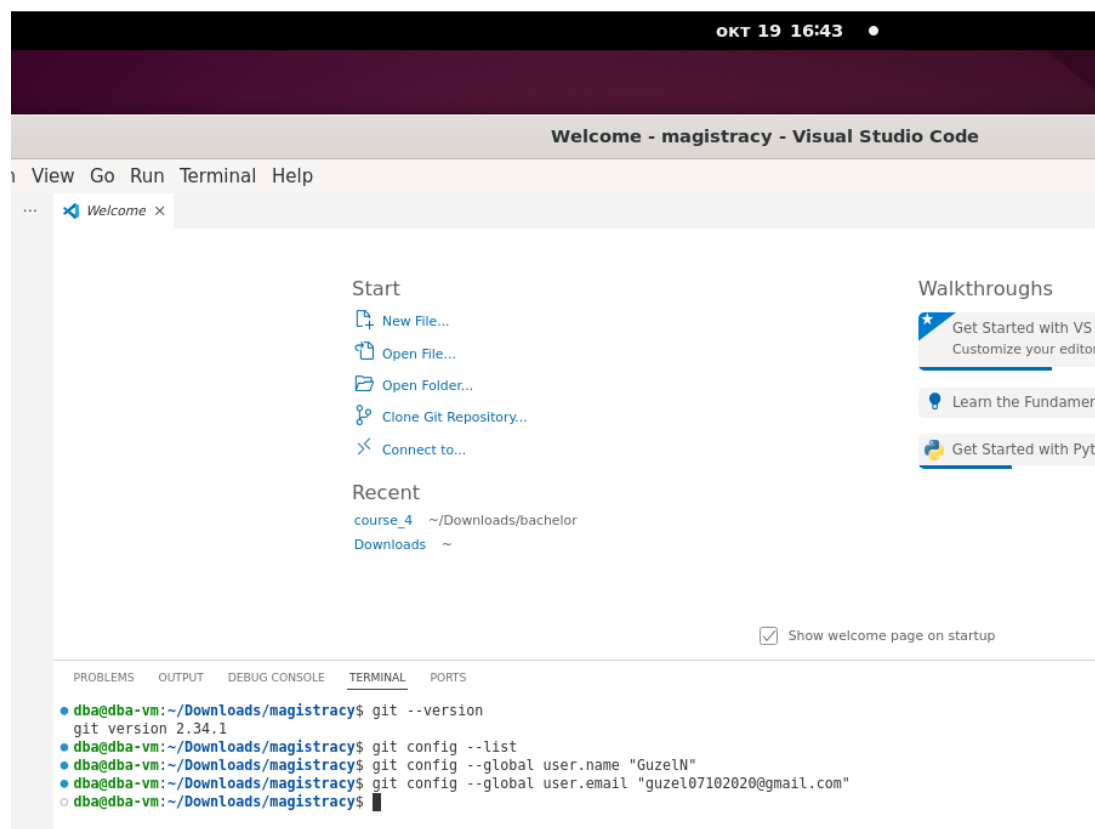 окт 19 16:43
Welcome - magistracy - Visual Studio Code
View Go Run Terminal Help
... Welcome ×
Start
New File...
Open File...
Open Folder...
Clone Git Repository...
Connect to...
Recent
course_4 ~/Downloads/bachelor
Downloads ~
Walkthroughs
Get Started with VS
Customize your editor
Learn the Fundamen
Get Started with Pyt
Show welcome page on startup
PROBLEMS OUTPUT DEBUG CONSOLE TERMINAL PORTS
dba@dba-vm:~/Downloads/magistracy$ git --version
git version 2.34.1
dba@dba-vm:~/Downloads/magistracy$ git config --list
dba@dba-vm:~/Downloads/magistracy$ git config --global user.name "GuzelN"
dba@dba-vm:~/Downloads/magistracy$ git config --global user.email "guzel07102020@gmail.com"
dba@dba-vm:~/Downloads/magistracy$